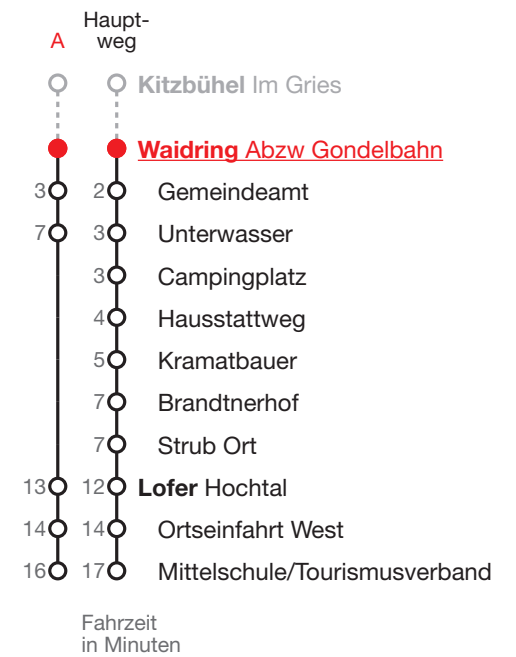 A Haupt-
weg
Kitzbühel Im Gries
Waidring Abzw Gondelbahn
3 2 Gemeindeamt
7 3 Unterwasser
3 Campingplatz
4 Hausstattweg
5 Kramatbauer
7 Brandtnerhof
7 Strub Ort
13 12 Lofer Hochtal
14 14 Ortseinfahrt West
16 17 Mittelschule/Tourismusverband
Fahrzeit
in Minuten